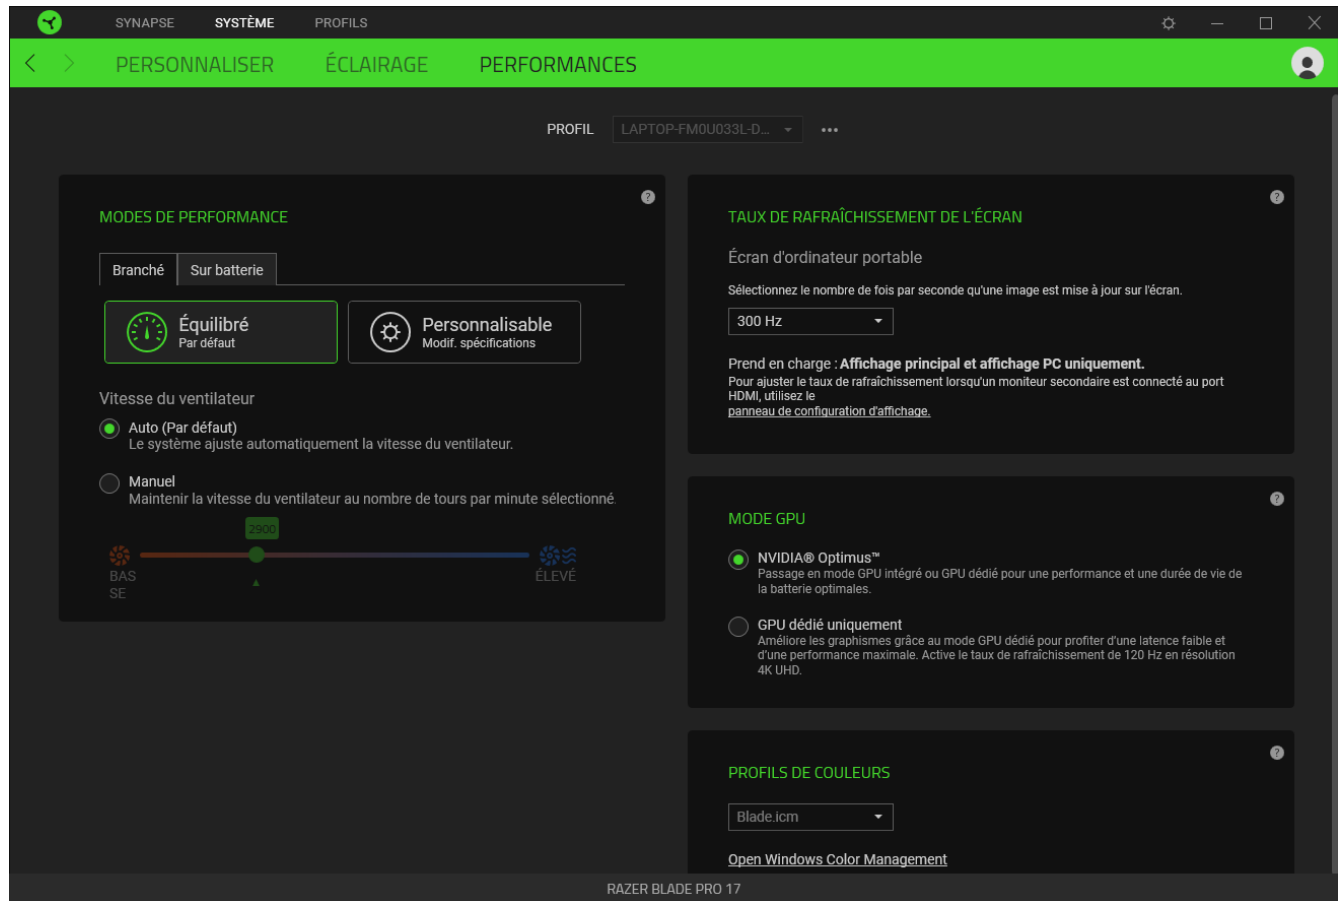 SYNAPSE SYSTÈME PROFILS
PERSONNALISER ÉCLAIRAGE PERFORMANCES
PROFIL LAPTOP-FM0U033L-D...
MODES DE PERFORMANCE
Branché Sur batterie
Équilibré
Par défaut
Personnalisable
Modif. spécifications
Vitesse du ventilateur
Auto (Par défaut)
Le système ajuste automatiquement la vitesse du ventilateur.
Manuel
Maintenir la vitesse du ventilateur au nombre de tours par minute sélectionné.
2900
BAS
SE
ÉLEVÉ
TAUX DE RAFRAÎCHISSEMENT DE L'ÉCRAN
Écran d'ordinateur portable
Sélectionnez le nombre de fois par seconde qu'une image est mise à jour sur l'écran.
300 Hz
Prend en charge : Affichage principal et affichage PC uniquement.
Pour ajuster le taux de rafraîchissement lorsqu'un moniteur secondaire est connecté au port
HDMI, utilisez le
panneau de configuration d'affichage.
MODE GPU
NVIDIA® Optimus™
Passage en mode GPU intégré ou GPU dédié pour une performance et une durée de vie de
la batterie optimales.
GPU dédié uniquement
Améliore les graphismes grâce au mode GPU dédié pour profiter d'une latence faible et
d'une performance maximale. Active le taux de rafraîchissement de 120 Hz en résolution
4K UHD.
PROFILS DE COULEURS
Blade.icm
Open Windows Color Management
RAZER BLADE PRO 17